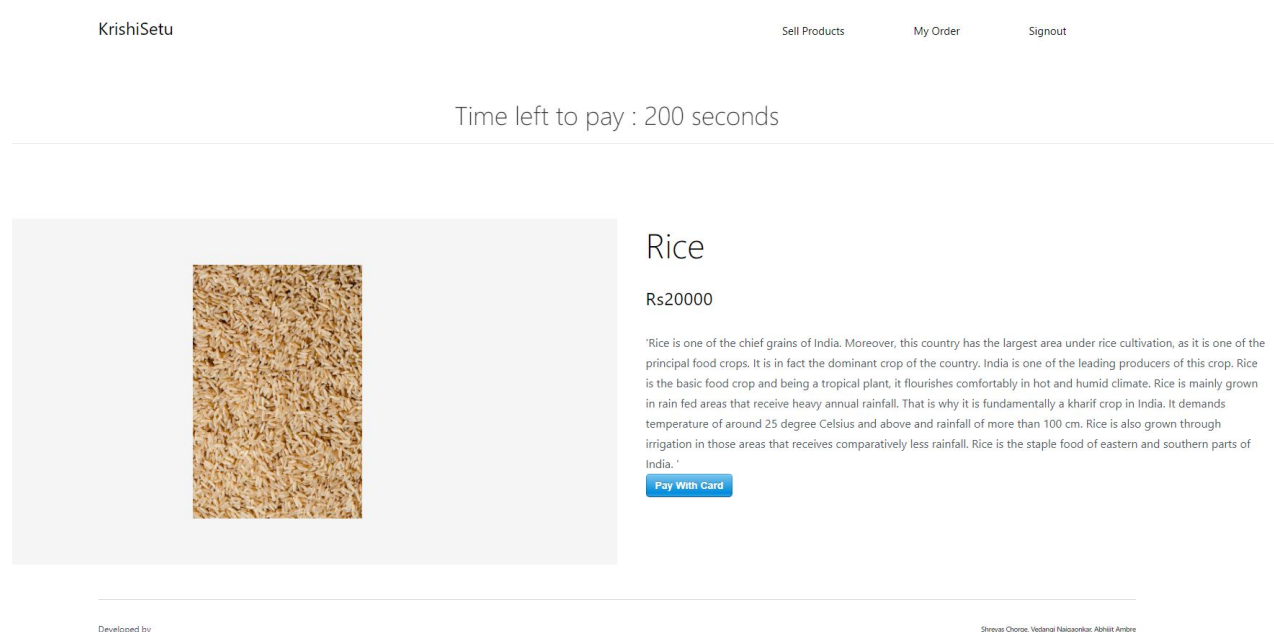 KrishiSetu
Sell Products
My Order
Signout
Time left to pay : 200 seconds
Rice
Rs20000
'Rice is one of the chief grains of India. Moreover, this country has the largest area under rice cultivation, as it is one of the
principal food crops. It is in fact the dominant crop of the country. India is one of the leading producers of this crop. Rice
is the basic food crop and being a tropical plant, it flourishes comfortably in hot and humid climate. Rice is mainly grown
in rain fed areas that receive heavy annual rainfall. That is why it is fundamentally a kharif crop in India. It demands
temperature of around 25 degree Celsius and above and rainfall of more than 100 cm. Rice is also grown through
irrigation in those areas that receives comparatively less rainfall. Rice is the staple food of eastern and southern parts of
India. '
Pay With Card
Developed by
Shreyas Chorge, Vedangi Naigaonkar, Abhijit Ambre